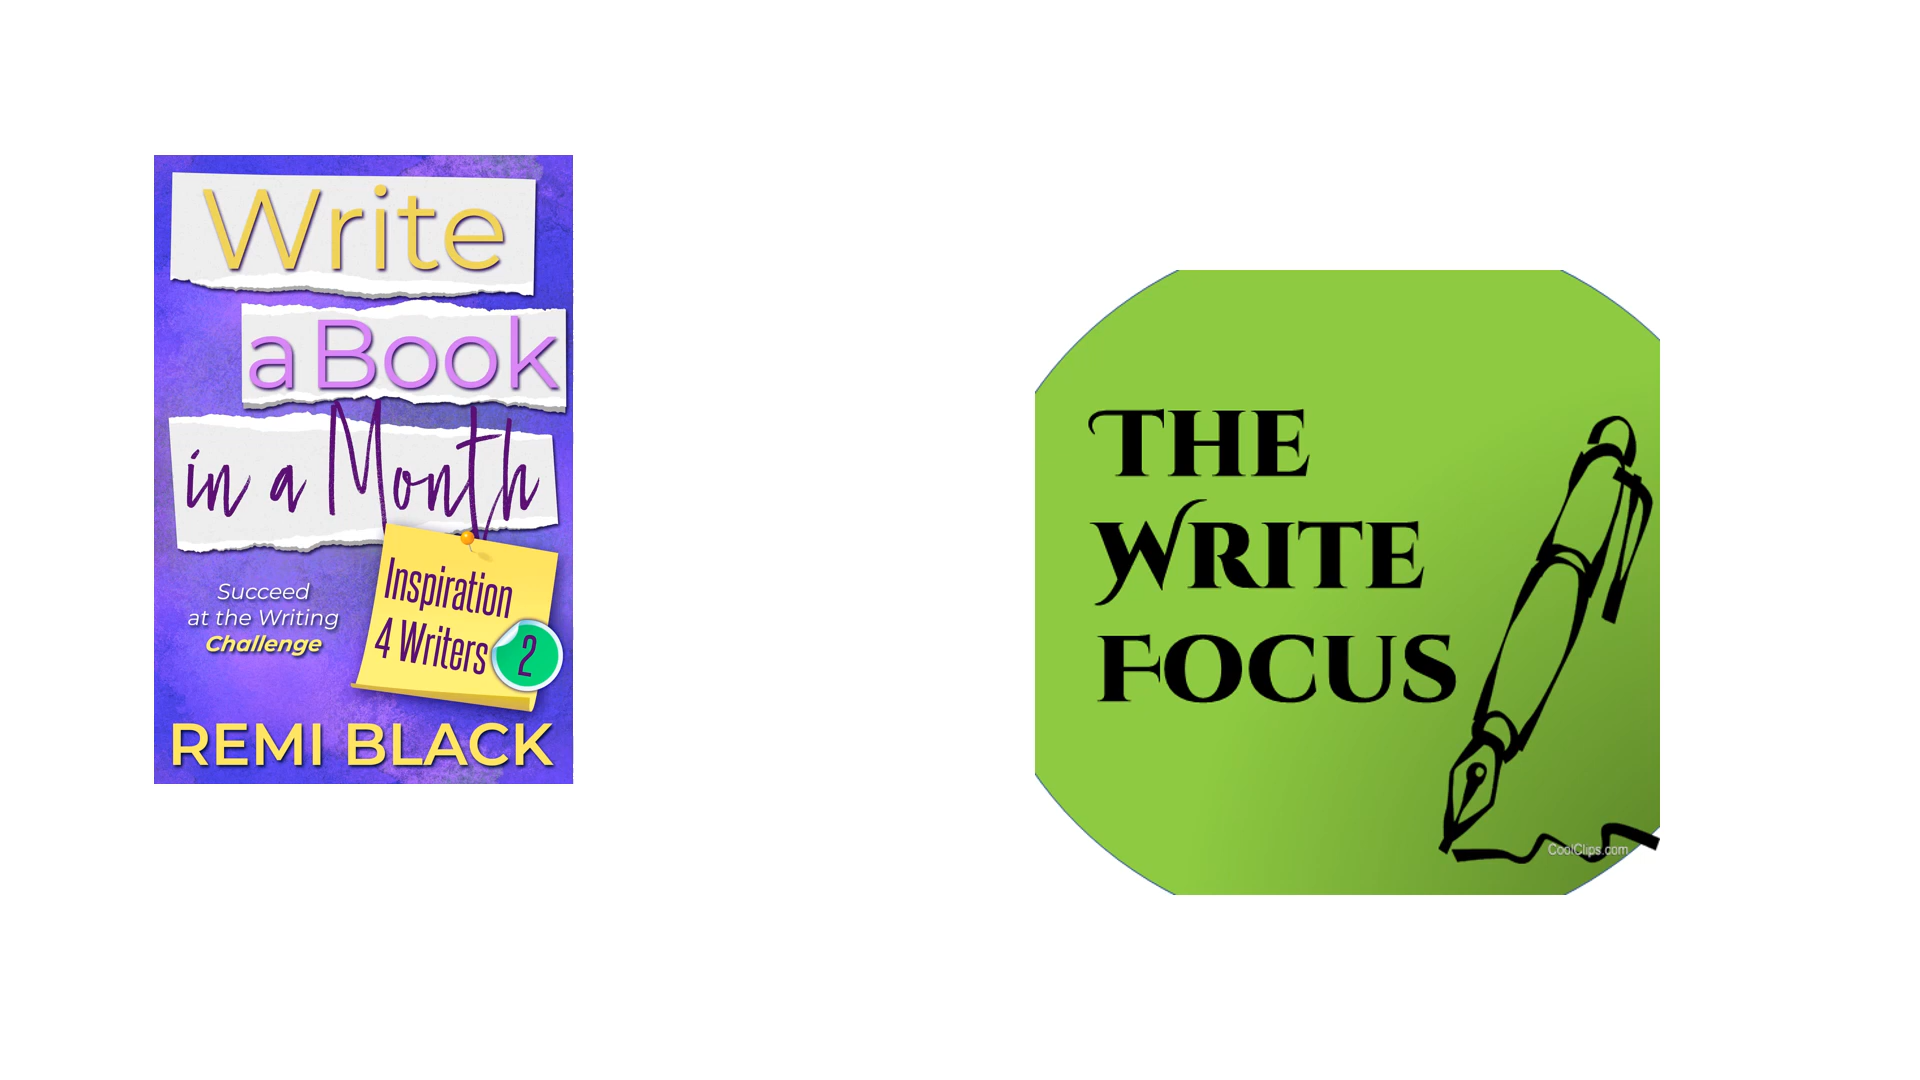 Write
a Book
in a Month
Inspiration
4 Writers 2
Succeed
at the Writing
Challenge
REMI BLACK
THE
WRITE
FOCUS
CoolClips.com